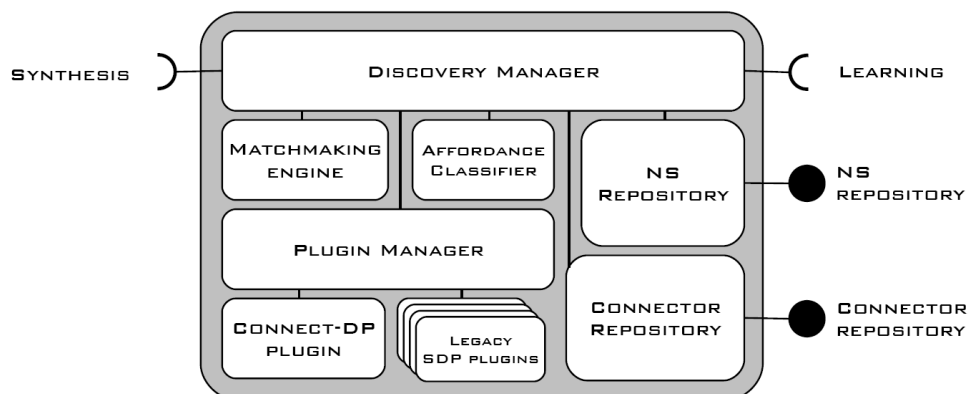 Synthesis
Discovery Manager
Learning
Matchmaking
engine
Affordance
Classifier
NS
Repository
NS
repository
Plugin Manager
Connect-DP
plugin
Legacy
SDP plugins
Connector
Repository
Connector
repository